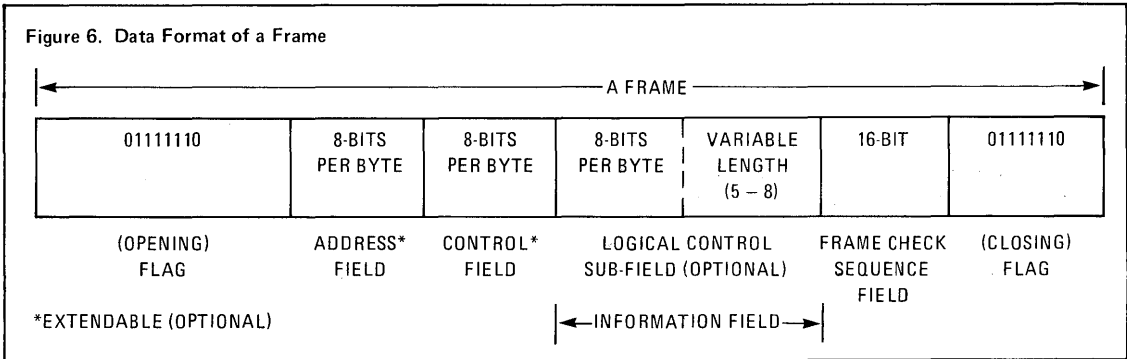 Figure 6. Data Format of a Frame
A FRAME
01111110
8-BITS
PER BYTE
8-BITS
PER BYTE
8-BITS
PER BYTE
VARIABLE
LENGTH
(5 – 8)
16-BIT
01111110
(OPENING)
FLAG
ADDRESS*
FIELD
CONTROL*
FIELD
LOGICAL CONTROL
SUB-FIELD (OPTIONAL)
FRAME CHECK
SEQUENCE
FIELD
(CLOSING)
FLAG
*EXTENDABLE (OPTIONAL)
INFORMATION FIELD